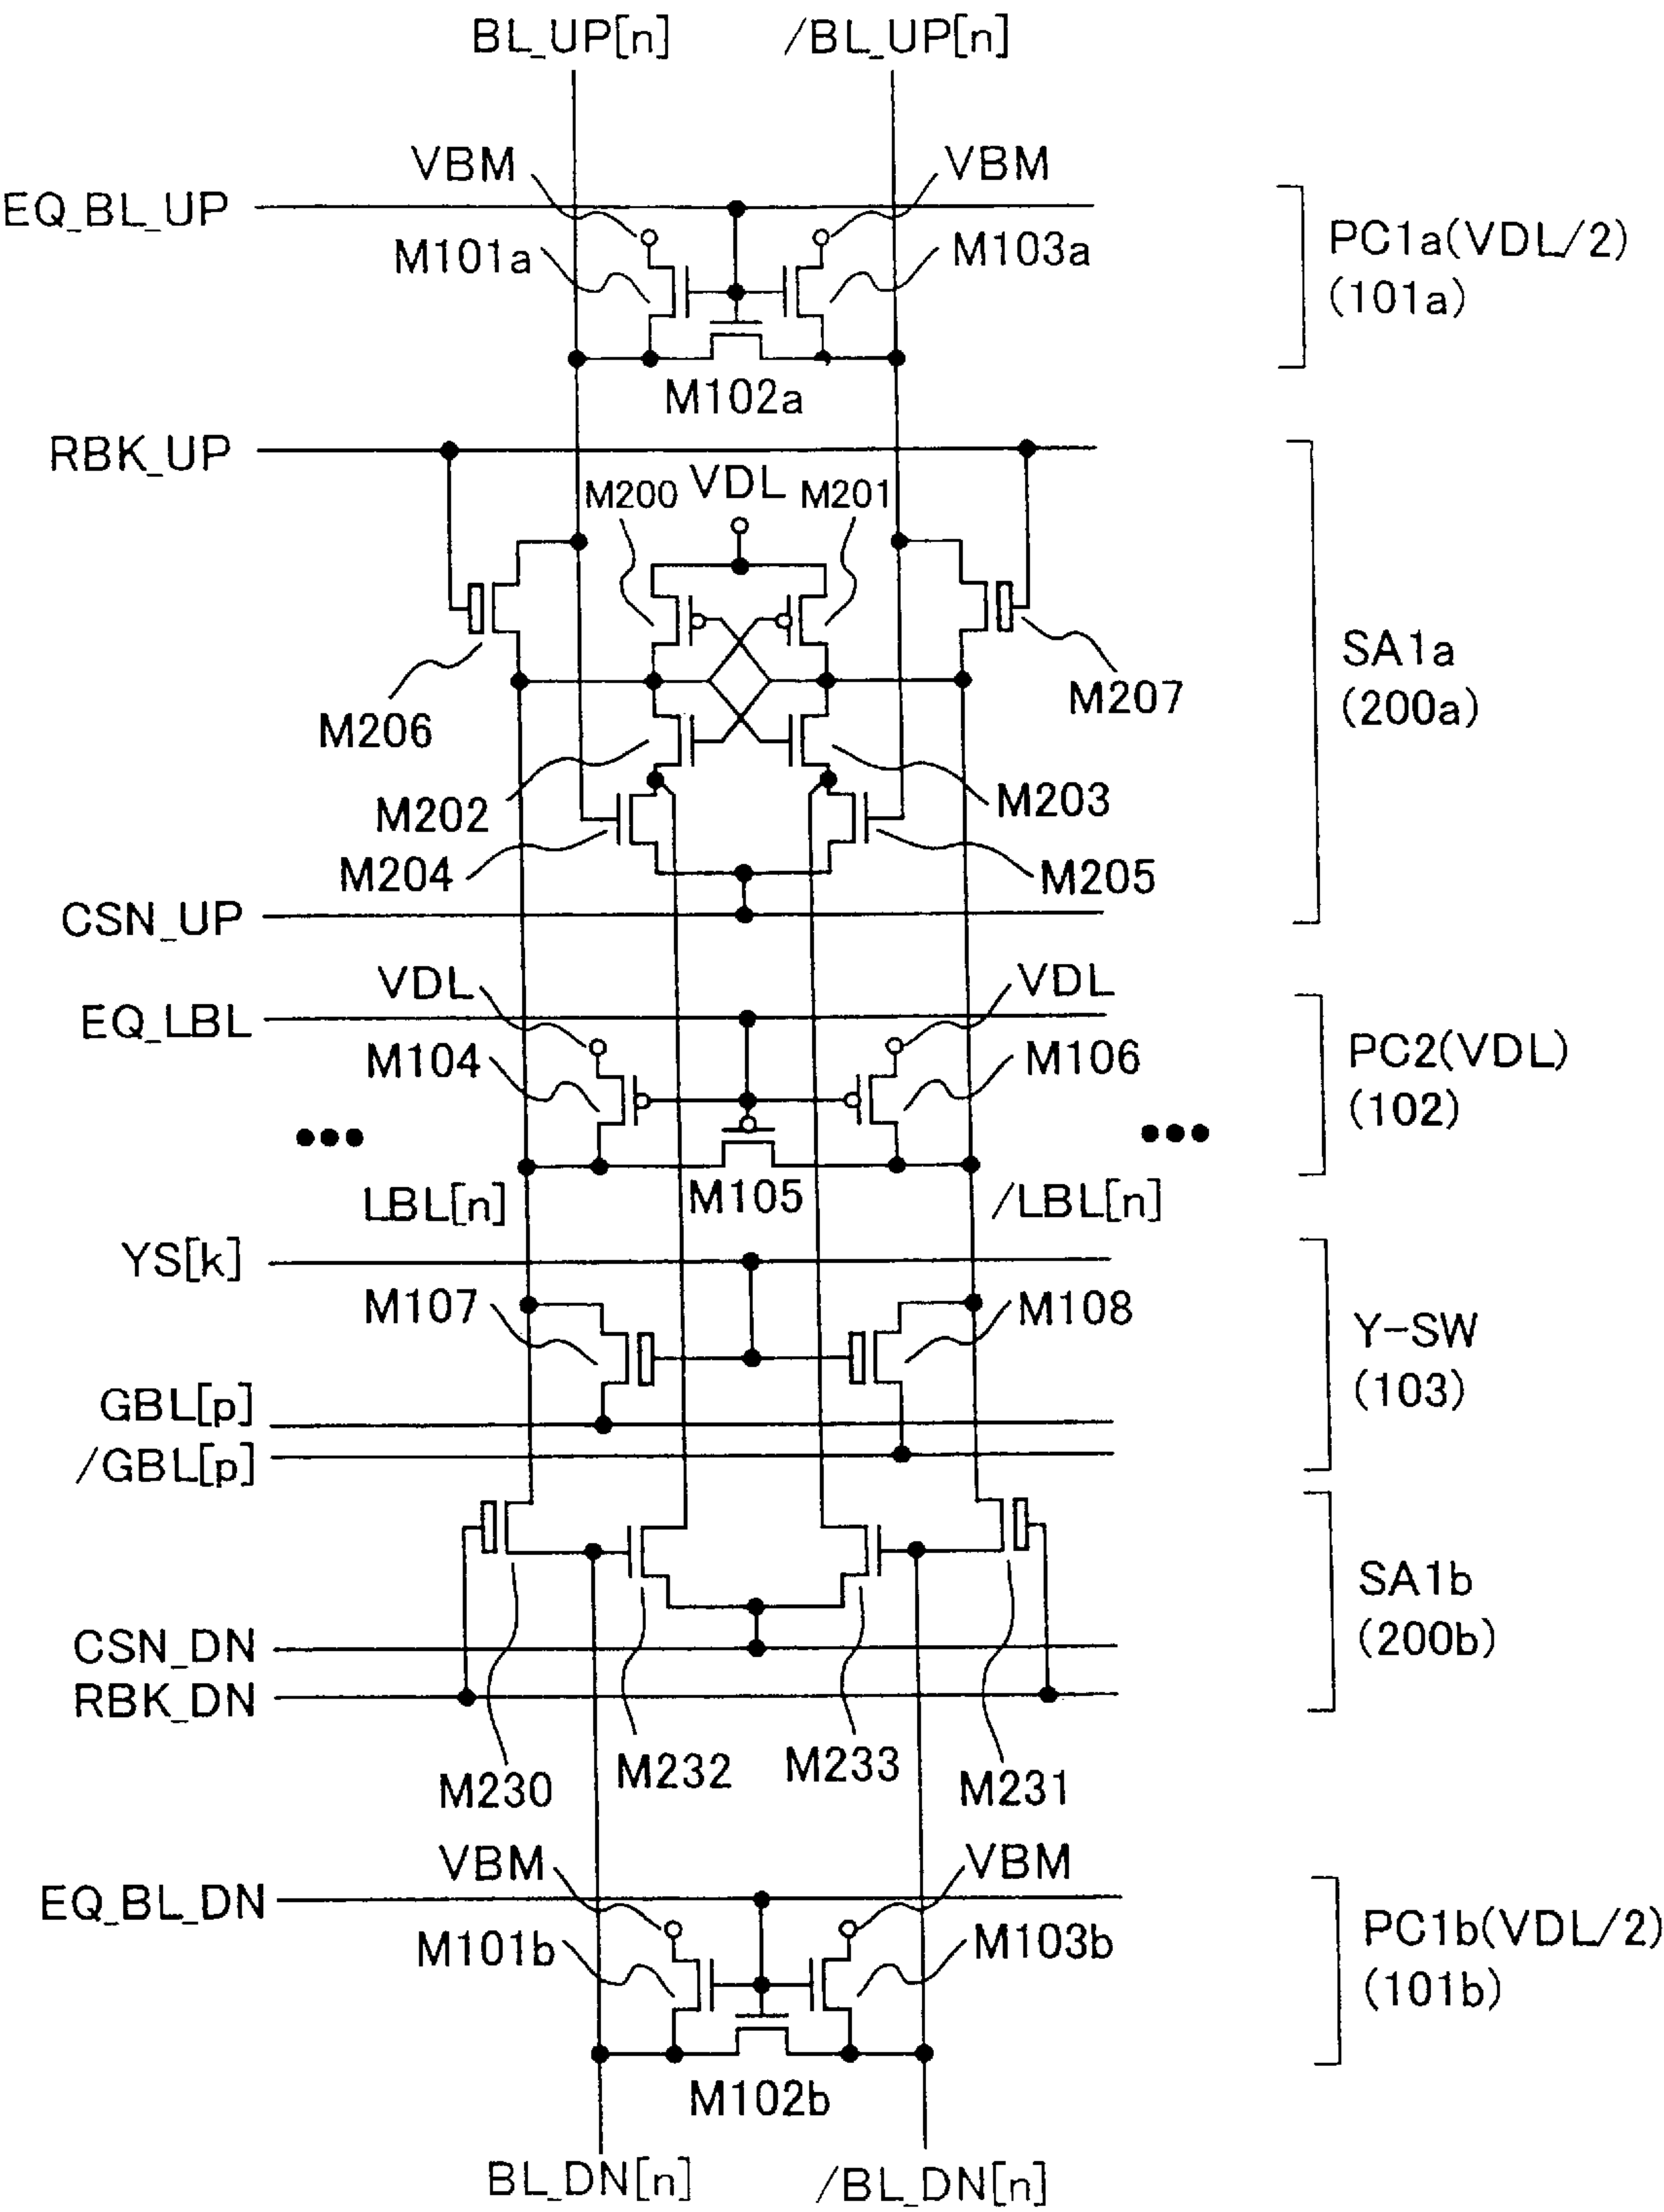 BL_UP[n] /BL_UP[n]
VBM VBM
EQ_BL_UP
M101a M103a
PC1a(VDL/2)
(101a)
M102a
RBK_UP
M200 VDL M201
SA1a
(200a)
M206 M207
M202 M203
M204 M205
CSN_UP
VDL VDL
EQ_LBL
M104 M106
PC2(VDL)
(102)
LBL[n] M105 /LBL[n]
YS[k]
M107 M108
Y-SW
(103)
GBL[p]
/GBL[p]
SA1b
(200b)
CSN_DN
RBK_DN
M230 M232 M233 M231
VBM VBM
EQ_BL_DN
M101b M103b
PC1b(VDL/2)
(101b)
M102b
BL_DN[n] /BL_DN[n]